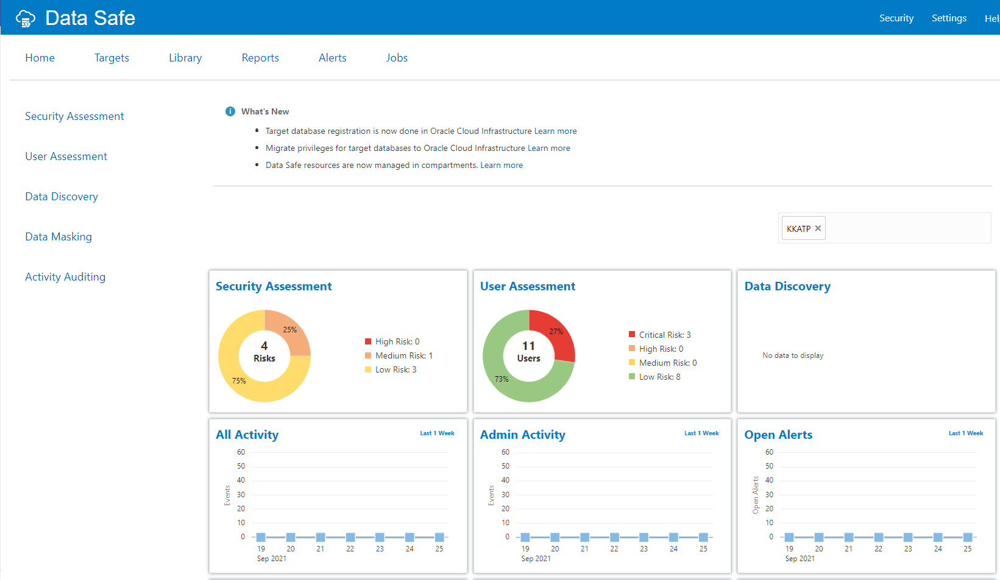 Data Safe
Security Settings Hel
Home Targets Library Reports Alerts Jobs
Security Assessment
User Assessment
Data Discovery
Data Masking
Activity Auditing
What's New
Target database registration is now done in Oracle Cloud Infrastructure Learn more
Migrate privileges for target databases to Oracle Cloud Infrastructure Learn more
Data Safe resources are now managed in compartments. Learn more
KKATP
Security Assessment
25%
4
Risks
75%
High Risk: 0
Medium Risk: 1
Low Risk: 3
User Assessment
27%
11
Users
73%
Critical Risk: 3
High Risk: 0
Medium Risk: 0
Low Risk: 8
Data Discovery
No data to display
All Activity
Last 1 Week
60
50
40
30
20
10
0
Events
19 20 21 22 23 24 25
Sep 2021
Admin Activity
Last 1 Week
60
50
40
30
20
10
0
Events
19 20 21 22 23 24 25
Sep 2021
Open Alerts
Last 1 Week
60
50
40
30
20
10
0
Open Alerts
19 20 21 22 23 24 25
Sep 2021